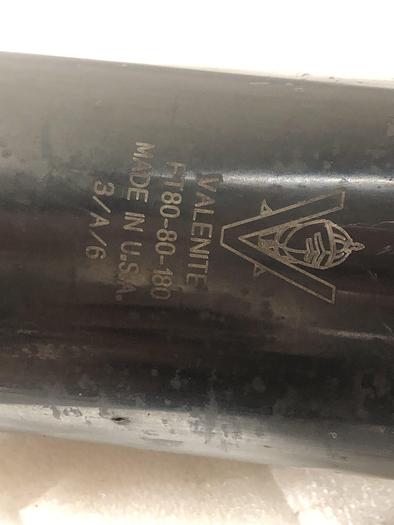 VALENITE
FT80-80-180
MADE IN U.S.A.
3/A/6